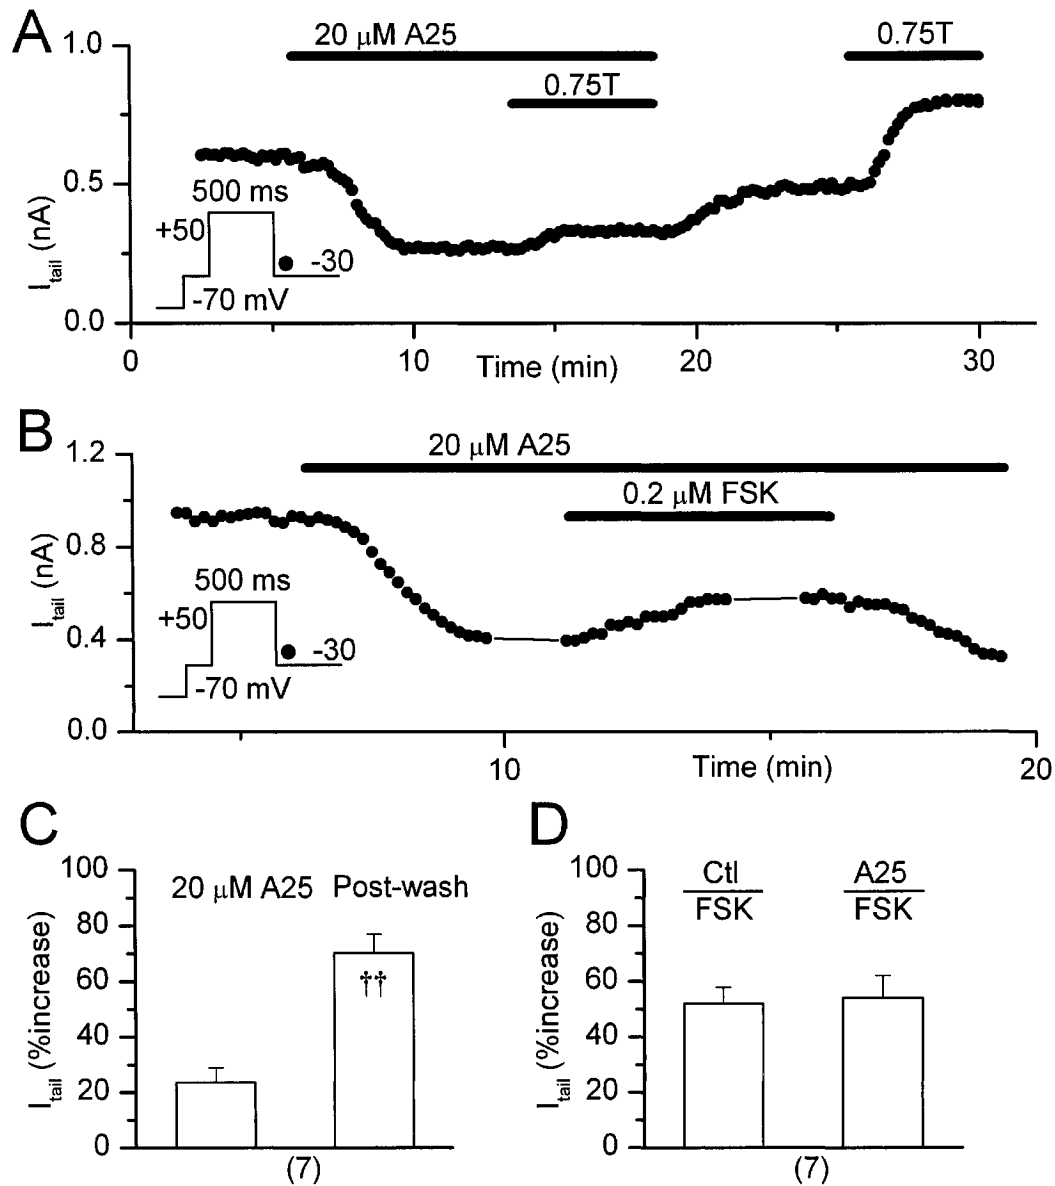 A
1.0
0.5
0.0
I tail (nA)
20 μM A25
0.75T
0.75T
500 ms
+50
-30
-70 mV
0
10
20
30
Time (min)
B
1.2
0.8
0.4
0.0
I tail (nA)
20 μM A25
0.2 μM FSK
500 ms
+50
-30
-70 mV
10
20
Time (min)
C
100
80
60
40
20
0
I tail (%increase)
20 μM A25
Post-wash
††
(7)
D
100
80
60
40
20
0
I tail (%increase)
Ctl
FSK
A25
FSK
(7)